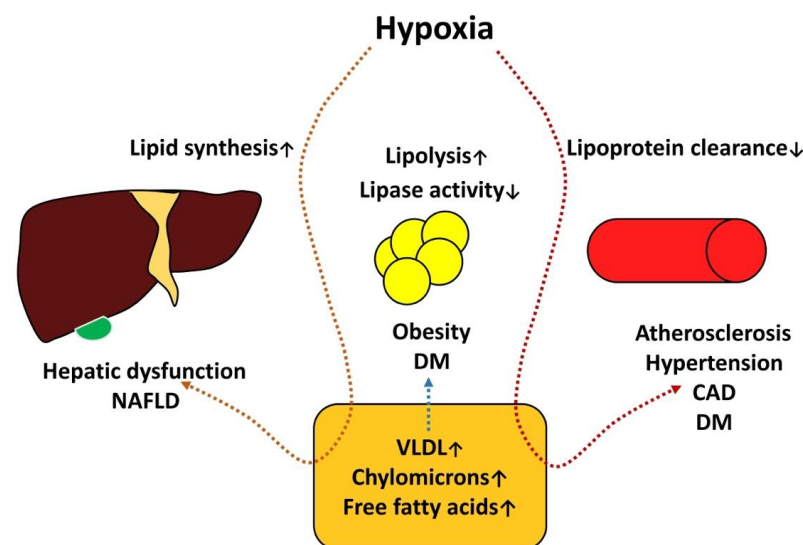 Hypoxia
Lipid synthesis↑
Lipolysis↑
Lipase activity↓
Lipoprotein clearance↓
Hepatic dysfunction
NAFLD
Obesity
DM
Atherosclerosis
Hypertension
CAD
DM
VLDL↑
Chylomicrons↑
Free fatty acids↑